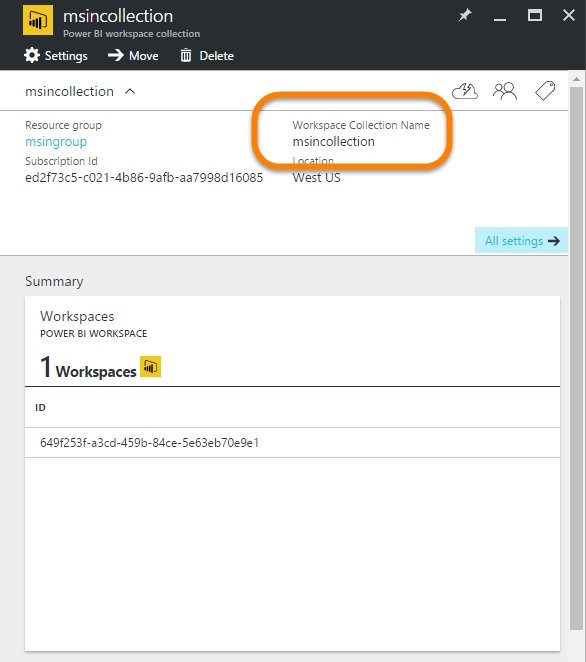 msincollection
Power BI workspace collection
Settings Move Delete
msincollection
Resource group
msingroup
Subscription Id
ed2f73c5-c021-4b86-9afb-aa7998d16085
Workspace Collection Name
msincollection
Location
West US
All settings
Summary
Workspaces
POWER BI WORKSPACE
1 Workspaces
ID
649f253f-a3cd-459b-84ce-5e63eb70e9e1